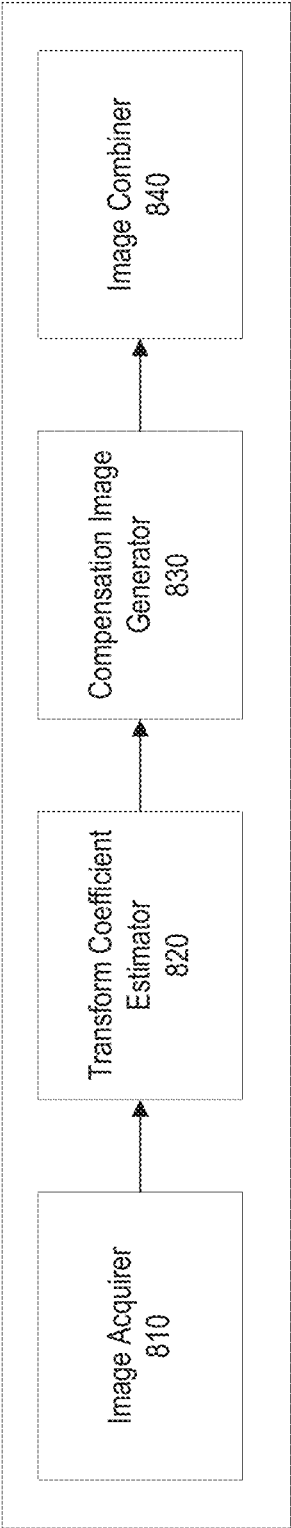 Image Acquirer
810
Transform Coefficient
Estimator
820
Compensation Image
Generator
830
Image Combiner
840